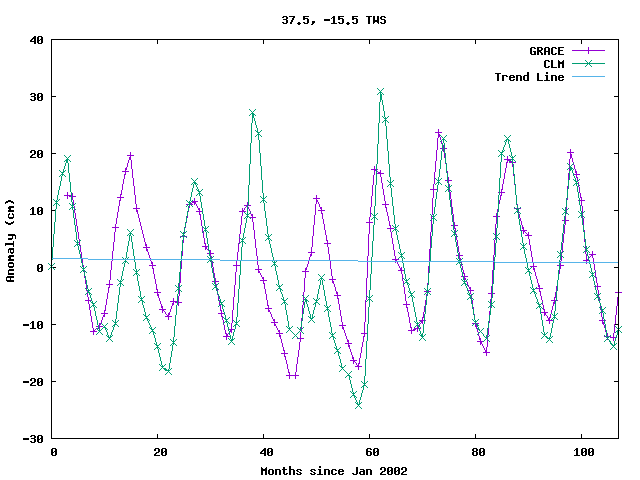 37.5, -15.5 TWS
GRACE
CLM
Trend Line
40
30
20
10
0
-10
-20
-30
Anomaly (cm)
0 20 40 60 80 100
Months since Jan 2002